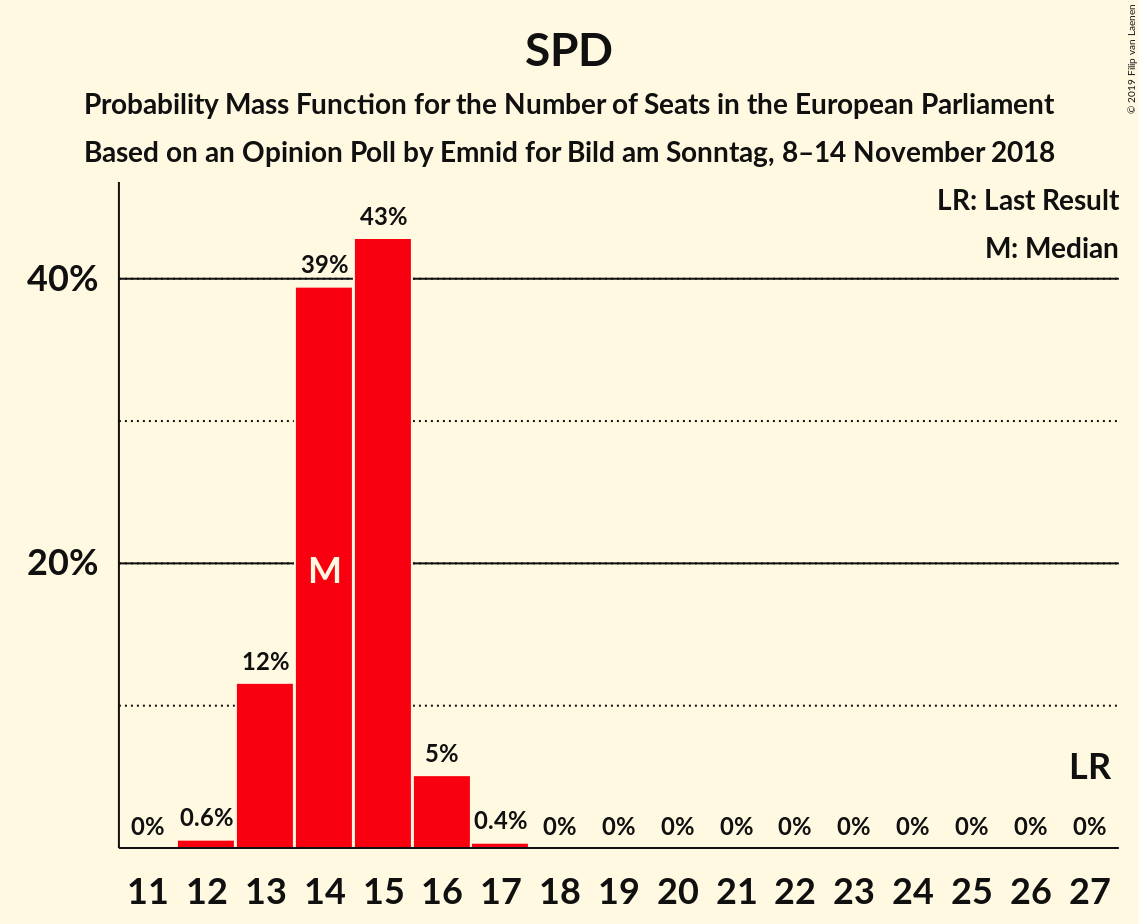 SPD
Probability Mass Function for the Number of Seats in the European Parliament
Based on an Opinion Poll by Emnid for Bild am Sonntag, 8–14 November 2018
© 2019 Filip van Laenen
LR: Last Result
M: Median
40%
20%
0%
0.6%
12%
39%
43%
5%
0.4%
0%
0%
0%
0%
0%
0%
0%
0%
0%
0%
M
LR
11 12 13 14 15 16 17 18 19 20 21 22 23 24 25 26 27